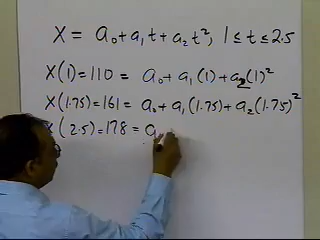 X = a₀+a₁t+a₂t², 1≤t≤2.5
X(1)=110 = a₀+a₁(1)+a₂(1)²
X(1.75)=161 = a₀+a₁(1.75)+a₂(1.75)²
X(2.5)=178 = a